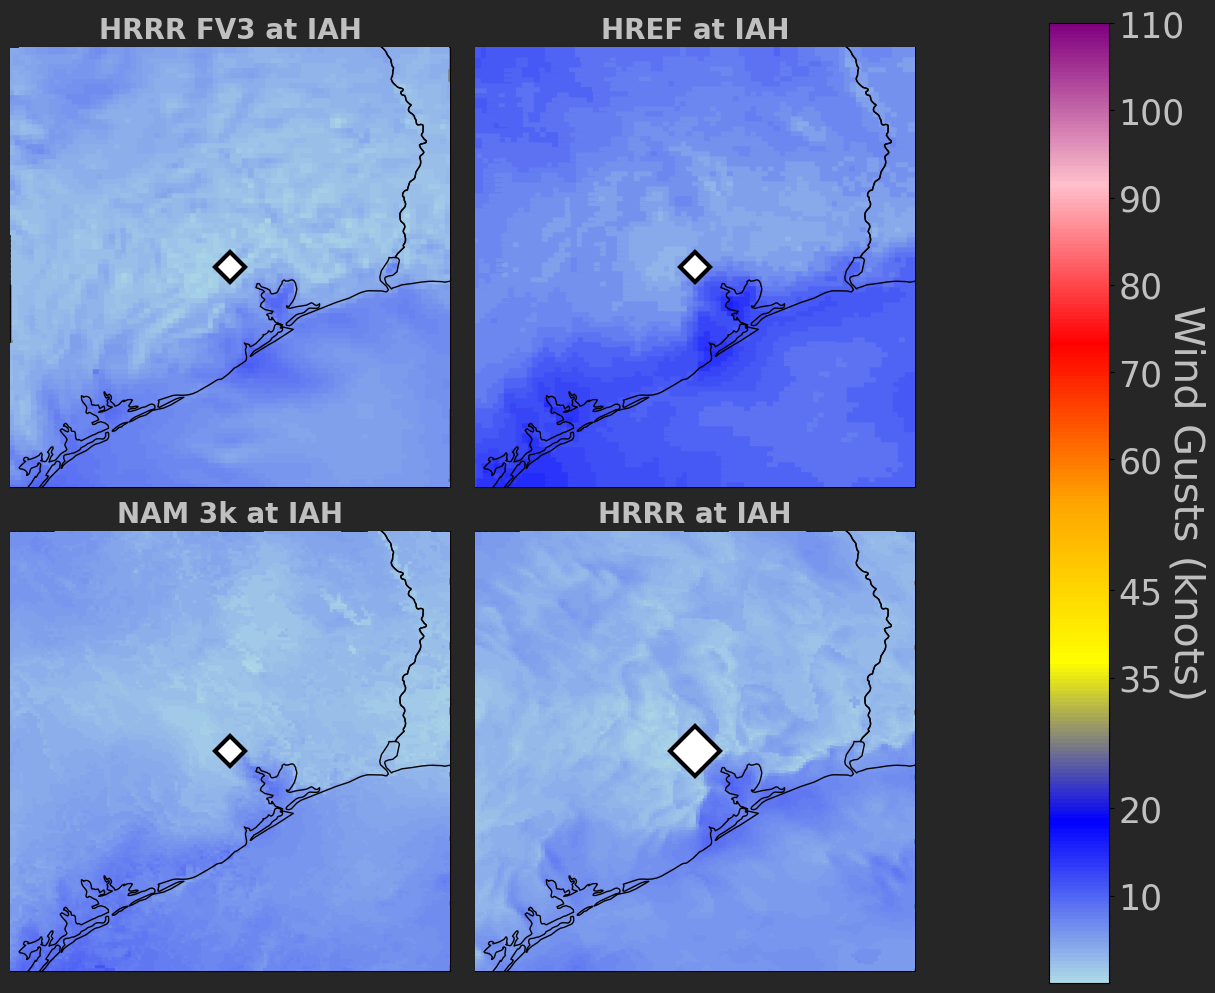 HRRR FV3 at IAH
HREF at IAH
NAM 3k at IAH
HRRR at IAH
110
100
90
80
70
60
45
35
20
10
Wind Gusts (knots)